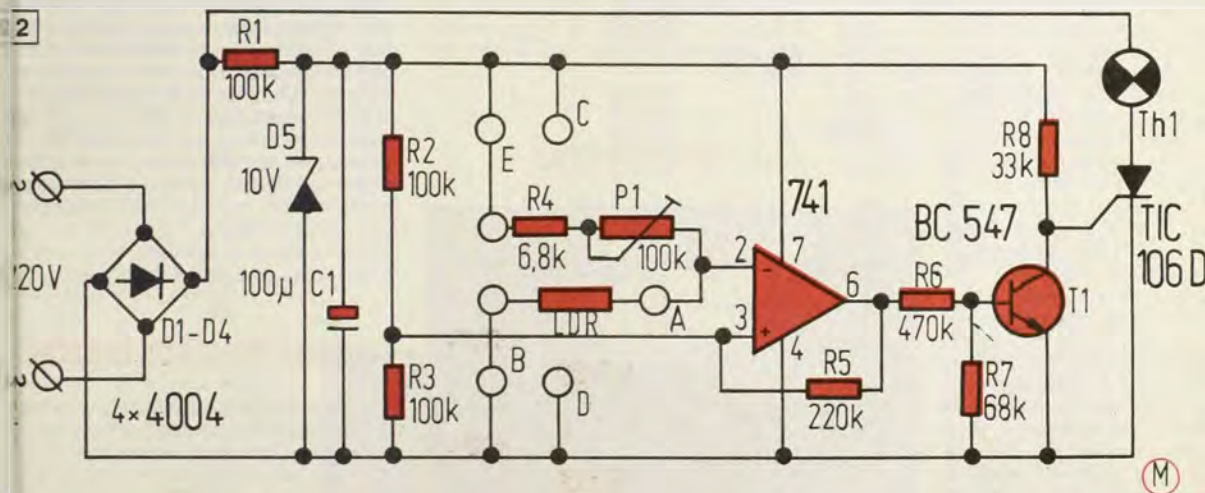 2
R1
100k
D5
10V
R2
100k
E
C
R4
6,8k
P1
100k
741
2
7
3
4
6
-
+
BC 547
R8
33k
Th1
TIC
106 D
220V
D1-D4
4×4004
100µ
C1
LDR
A
B
D
R3
100k
R5
220k
R6
470k
R7
68k
T1
M